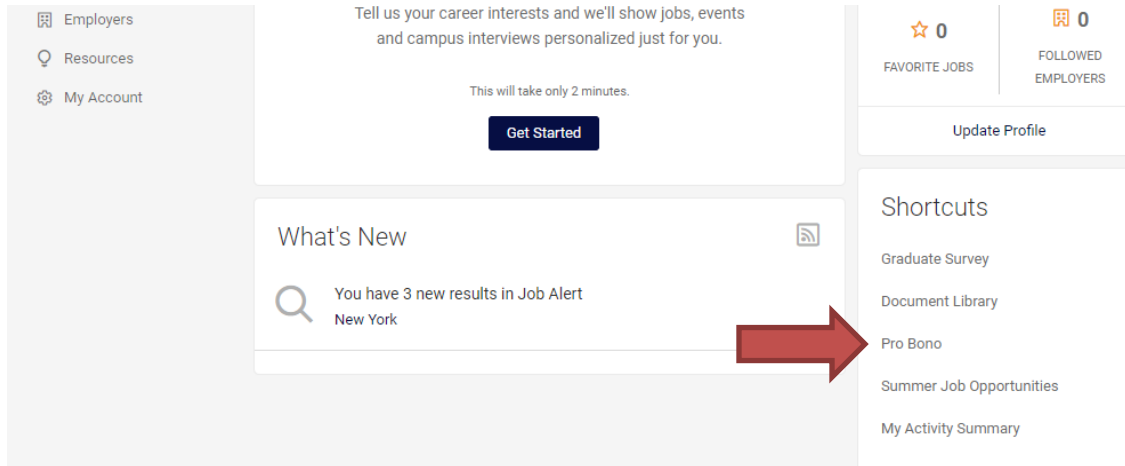 Employers
Resources
My Account
Tell us your career interests and we'll show jobs, events
and campus interviews personalized just for you.
This will take only 2 minutes.
Get Started
What's New
You have 3 new results in Job Alert
New York
0
FAVORITE JOBS
0
FOLLOWED
EMPLOYERS
Update Profile
Shortcuts
Graduate Survey
Document Library
Pro Bono
Summer Job Opportunities
My Activity Summary